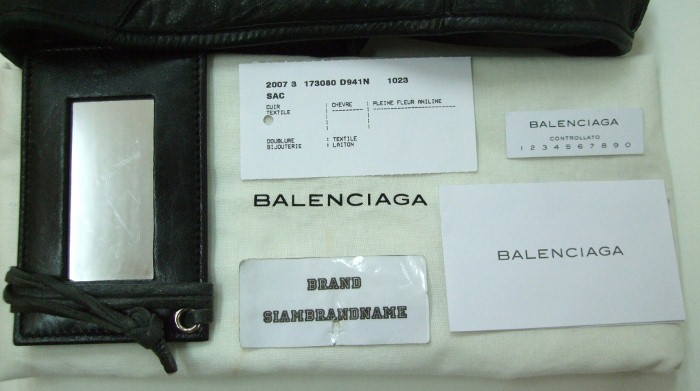 2007 3 173080 D941N 1023
SAC
CUIR CHEVRE PLEINE FLEUR ANILINE
TEXTILE
DOUBLURE : TEXTILE
BIJOUTERIE : LAITON
BALENCIAGA
CONTROLLATO
1 2 3 4 5 6 7 8 9 0
BALENCIAGA
BALENCIAGA
BRAND
SIAMBRANDNAME